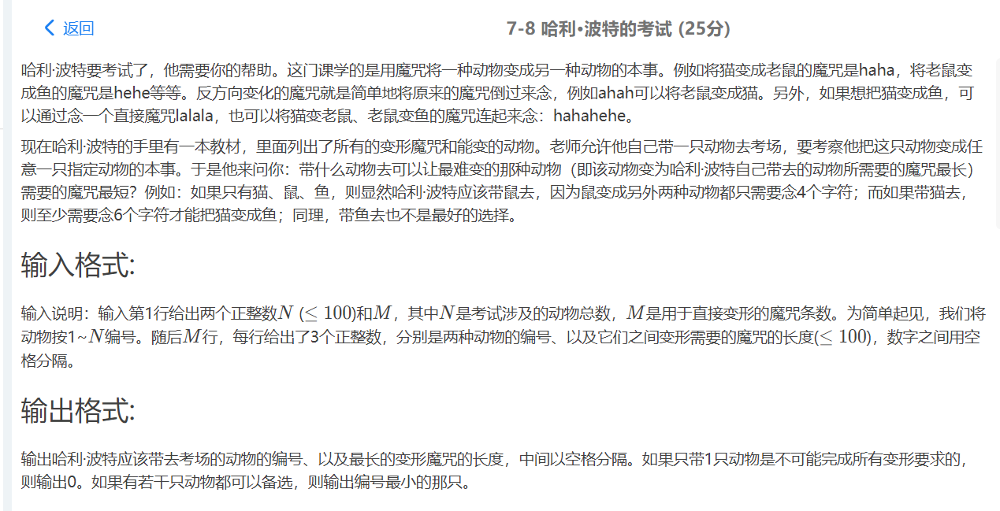 返回
7-8 哈利·波特的考试 (25分)
哈利·波特要考试了，他需要你的帮助。这门课学的是用魔咒将一种动物变成另一种动物的本事。例如将猫变成老鼠的魔咒是haha，将老鼠变
成鱼的魔咒是hehe等等。反方向变化的魔咒就是简单地将原来的魔咒倒过来念，例如ahah可以将老鼠变成猫。另外，如果想把猫变成鱼，可
以通过念一个直接魔咒lalala，也可以将猫变老鼠、老鼠变鱼的魔咒连起来念：hahahehe。
现在哈利·波特的手里有一本教材，里面列出了所有的变形魔咒和能变的动物。老师允许他自己带一只动物去考场，要考察他把这只动物变成任
意一只指定动物的本事。于是他来问你：带什么动物去可以让最难变的那种动物（即该动物变为哈利·波特自己带去的动物所需要的魔咒最长）
需要的魔咒最短？例如：如果只有猫、鼠、鱼，则显然哈利·波特应该带鼠去，因为鼠变成另外两种动物都只需要念4个字符；而如果带猫去，
则至少需要念6个字符才能把猫变成鱼；同理，带鱼去也不是最好的选择。
输入格式:
输入说明：输入第1行给出两个正整数N (≤ 100)和M，其中N是考试涉及的动物总数，M是用于直接变形的魔咒条数。为简单起见，我们将
动物按1~N编号。随后M行，每行给出了3个正整数，分别是两种动物的编号、以及它们之间变形需要的魔咒的长度(≤ 100)，数字之间用空
格分隔。
输出格式:
输出哈利·波特应该带去考场的动物的编号、以及最长的变形魔咒的长度，中间以空格分隔。如果只带1只动物是不可能完成所有变形要求的，
则输出0。如果有若干只动物都可以备选，则输出编号最小的那只。